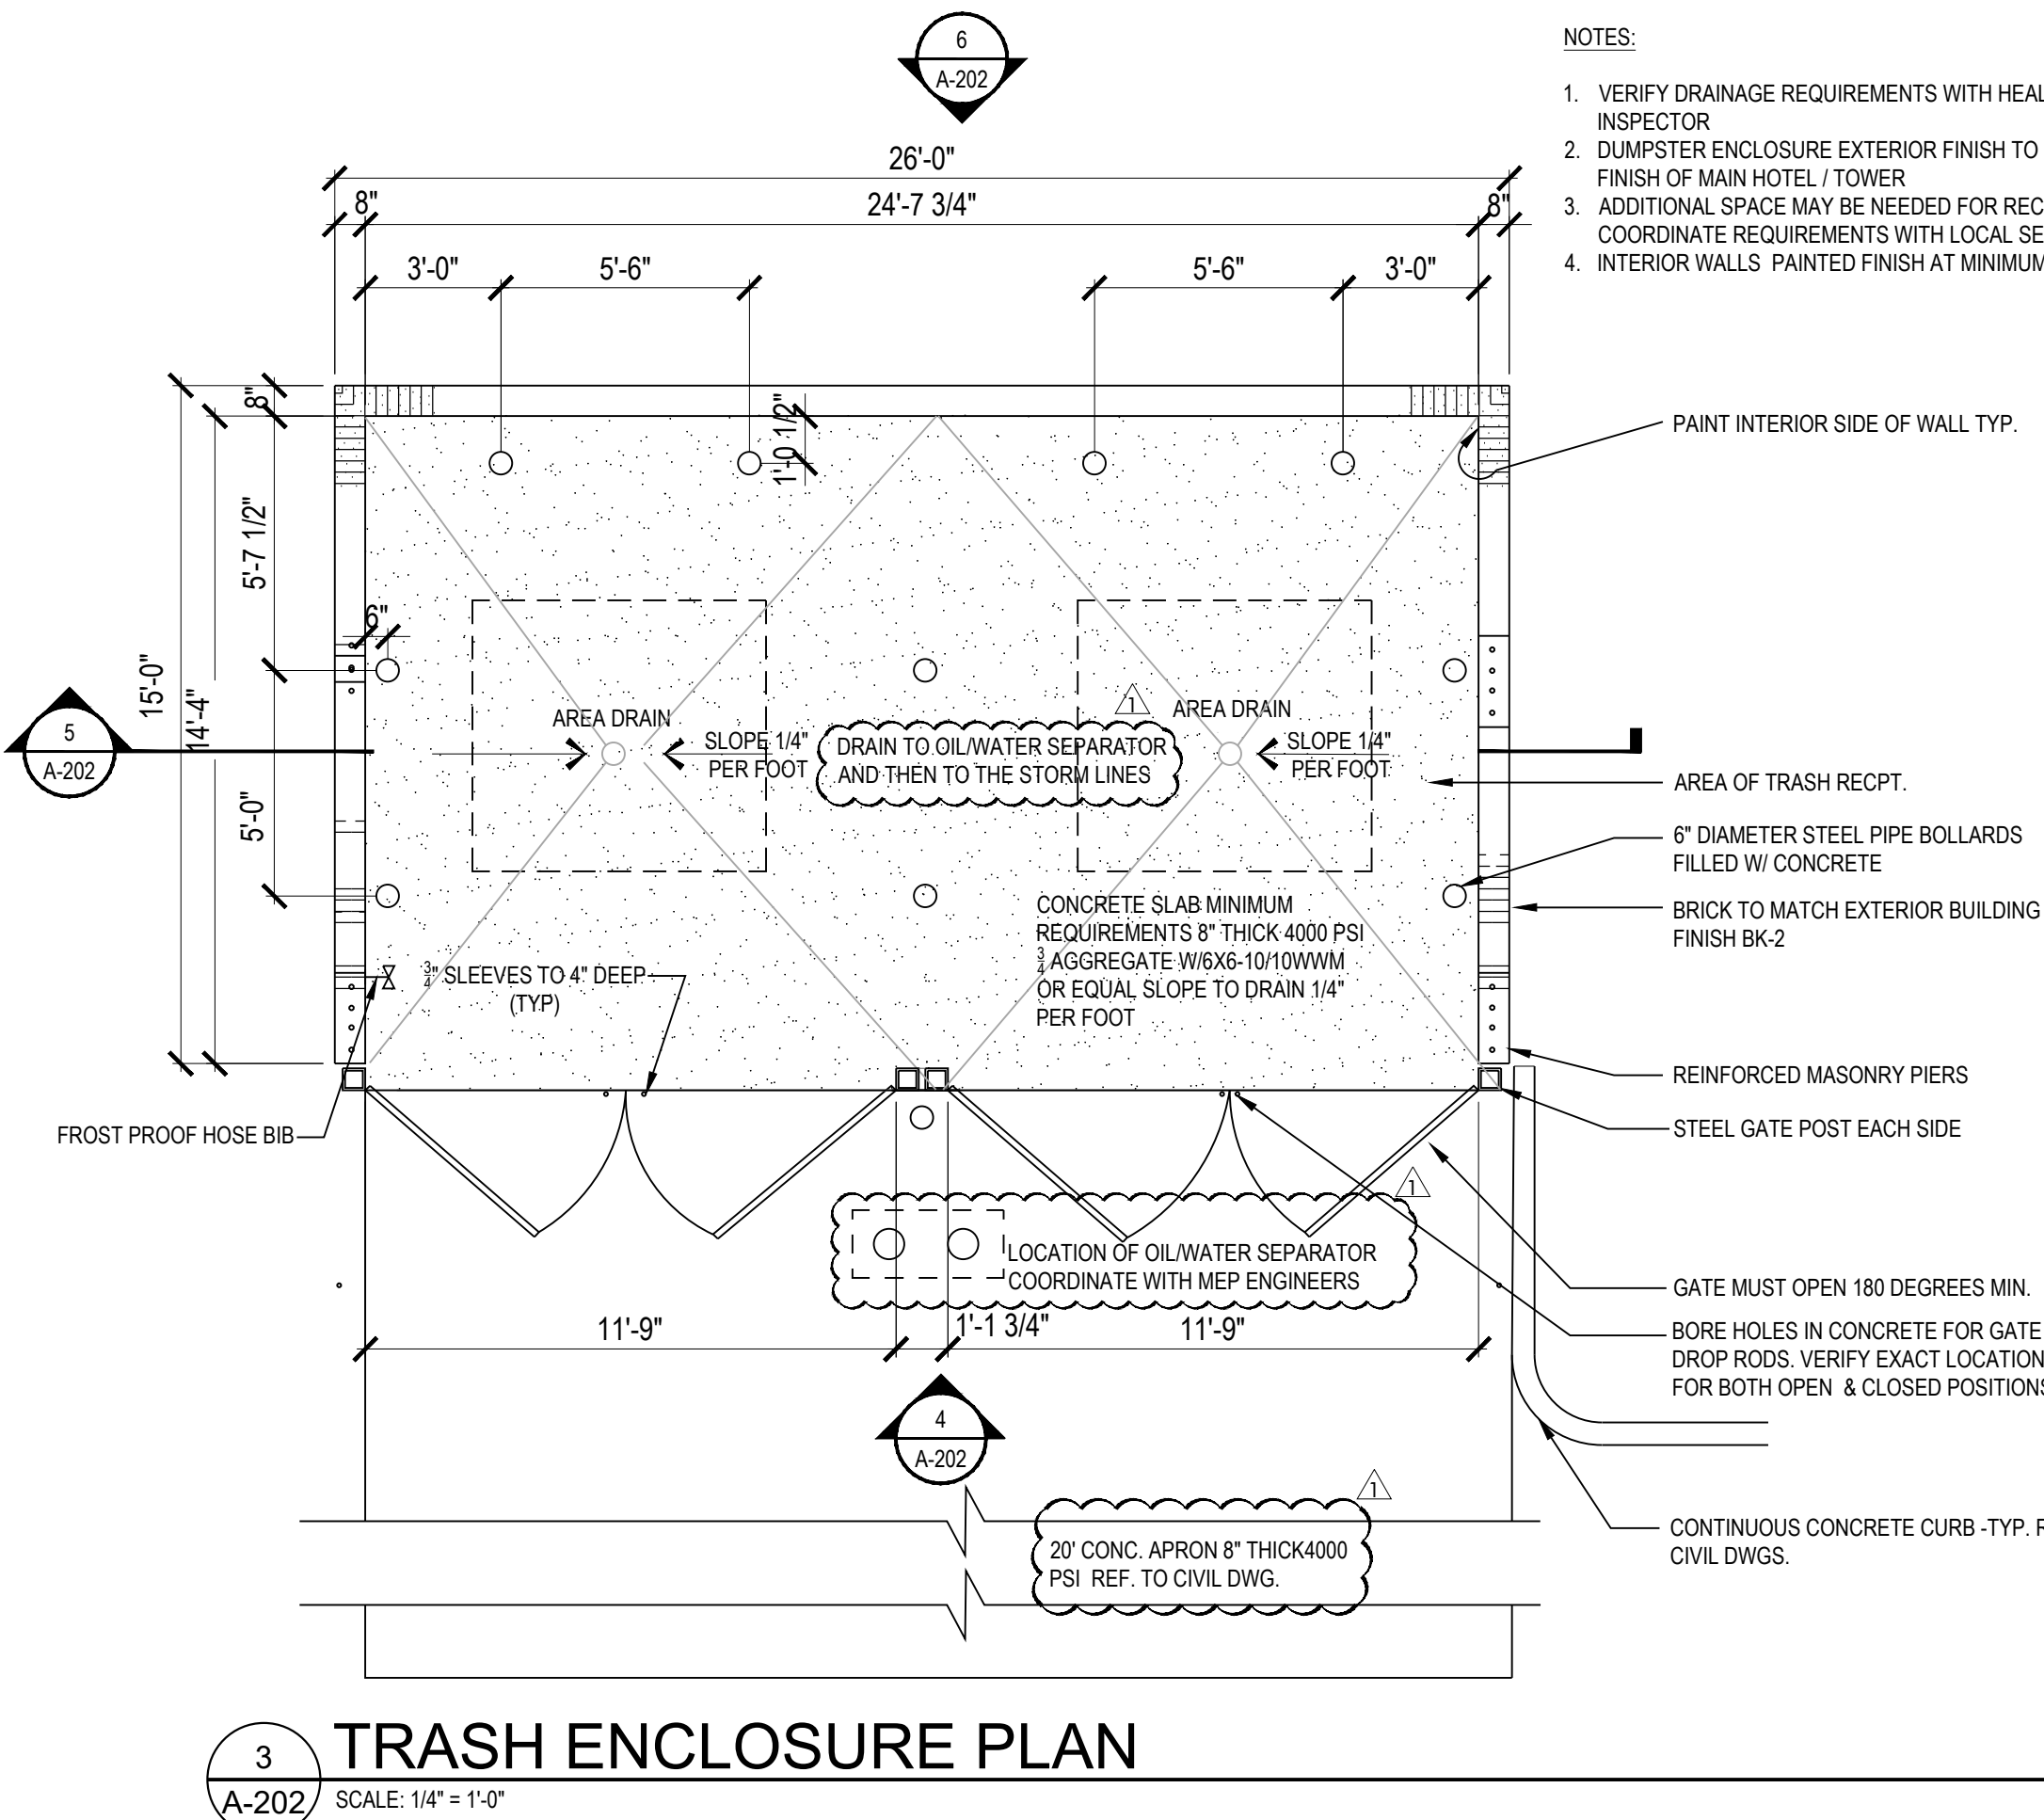 6
A-202
NOTES:
1. VERIFY DRAINAGE REQUIREMENTS WITH
INSPECTOR
2. DUMPSTER ENCLOSURE EXTERIOR FINISH TO
FINISH OF MAIN HOTEL / TOWER
3. ADDITIONAL SPACE MAY BE NEEDED FOR
COORDINATE REQUIREMENTS WITH LOCAL
4. INTERIOR WALLS PAINTED FINISH AT MINIMUM
26'-0"
8"
24'-7 3/4"
8"
3'-0"
5'-6"
5'-6"
3'-0"
8"
1'-0 1/2"
PAINT INTERIOR SIDE OF WALL TYP.
5'-7 1/2"
6"
15'-0"
14'-4"
5
A-202
5'-0"
AREA DRAIN
SLOPE 1/4"
PER FOOT
1
DRAIN TO OIL/WATER SEPARATOR
AND THEN TO THE STORM LINES
AREA DRAIN
SLOPE 1/4"
PER FOOT
AREA OF TRASH RECPT.
6" DIAMETER STEEL PIPE BOLLARDS
FILLED W/ CONCRETE
BRICK TO MATCH EXTERIOR BUILDING
FINISH BK-2
CONCRETE SLAB MINIMUM
REQUIREMENTS 8" THICK 4000 PSI
3/4 AGGREGATE W/6X6-10/10WWM
OR EQUAL SLOPE TO DRAIN 1/4"
PER FOOT
3/4" SLEEVES TO 4" DEEP
(TYP)
REINFORCED MASONRY PIERS
STEEL GATE POST EACH SIDE
FROST PROOF HOSE BIB
1
LOCATION OF OIL/WATER SEPARATOR
COORDINATE WITH MEP ENGINEERS
GATE MUST OPEN 180 DEGREES MIN.
BORE HOLES IN CONCRETE FOR GATE
DROP RODS. VERIFY EXACT LOCATION
FOR BOTH OPEN & CLOSED POSITIONS
11'-9"
1'-1 3/4"
11'-9"
4
A-202
1
20' CONC. APRON 8" THICK4000
PSI REF. TO CIVIL DWG.
CONTINUOUS CONCRETE CURB -TYP.
CIVIL DWGS.
3
A-202
TRASH ENCLOSURE PLAN
SCALE: 1/4" = 1'-0"